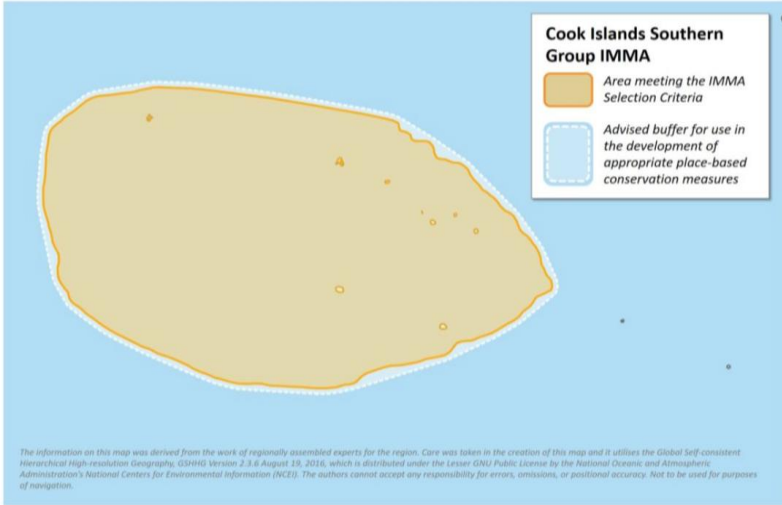 Cook Islands Southern
Group IMMA
Area meeting the IMMA
Selection Criteria
Advised buffer for use in
the development of
appropriate place-based
conservation measures
The information on this map was derived from the work of regionally assembled experts for the region. Care was taken in the creation of this map and it utilises the Global Self-consistent
Hierarchical High-resolution Geography, GSHHG Version 2.3.6 August 19, 2016, which is distributed under the Lesser GNU Public License by the National Oceanic and Atmospheric
Administration's National Centers for Environmental Information (NCEI). The authors cannot accept any responsibility for errors, omissions, or positional accuracy. Not to be used for purposes
of navigation.